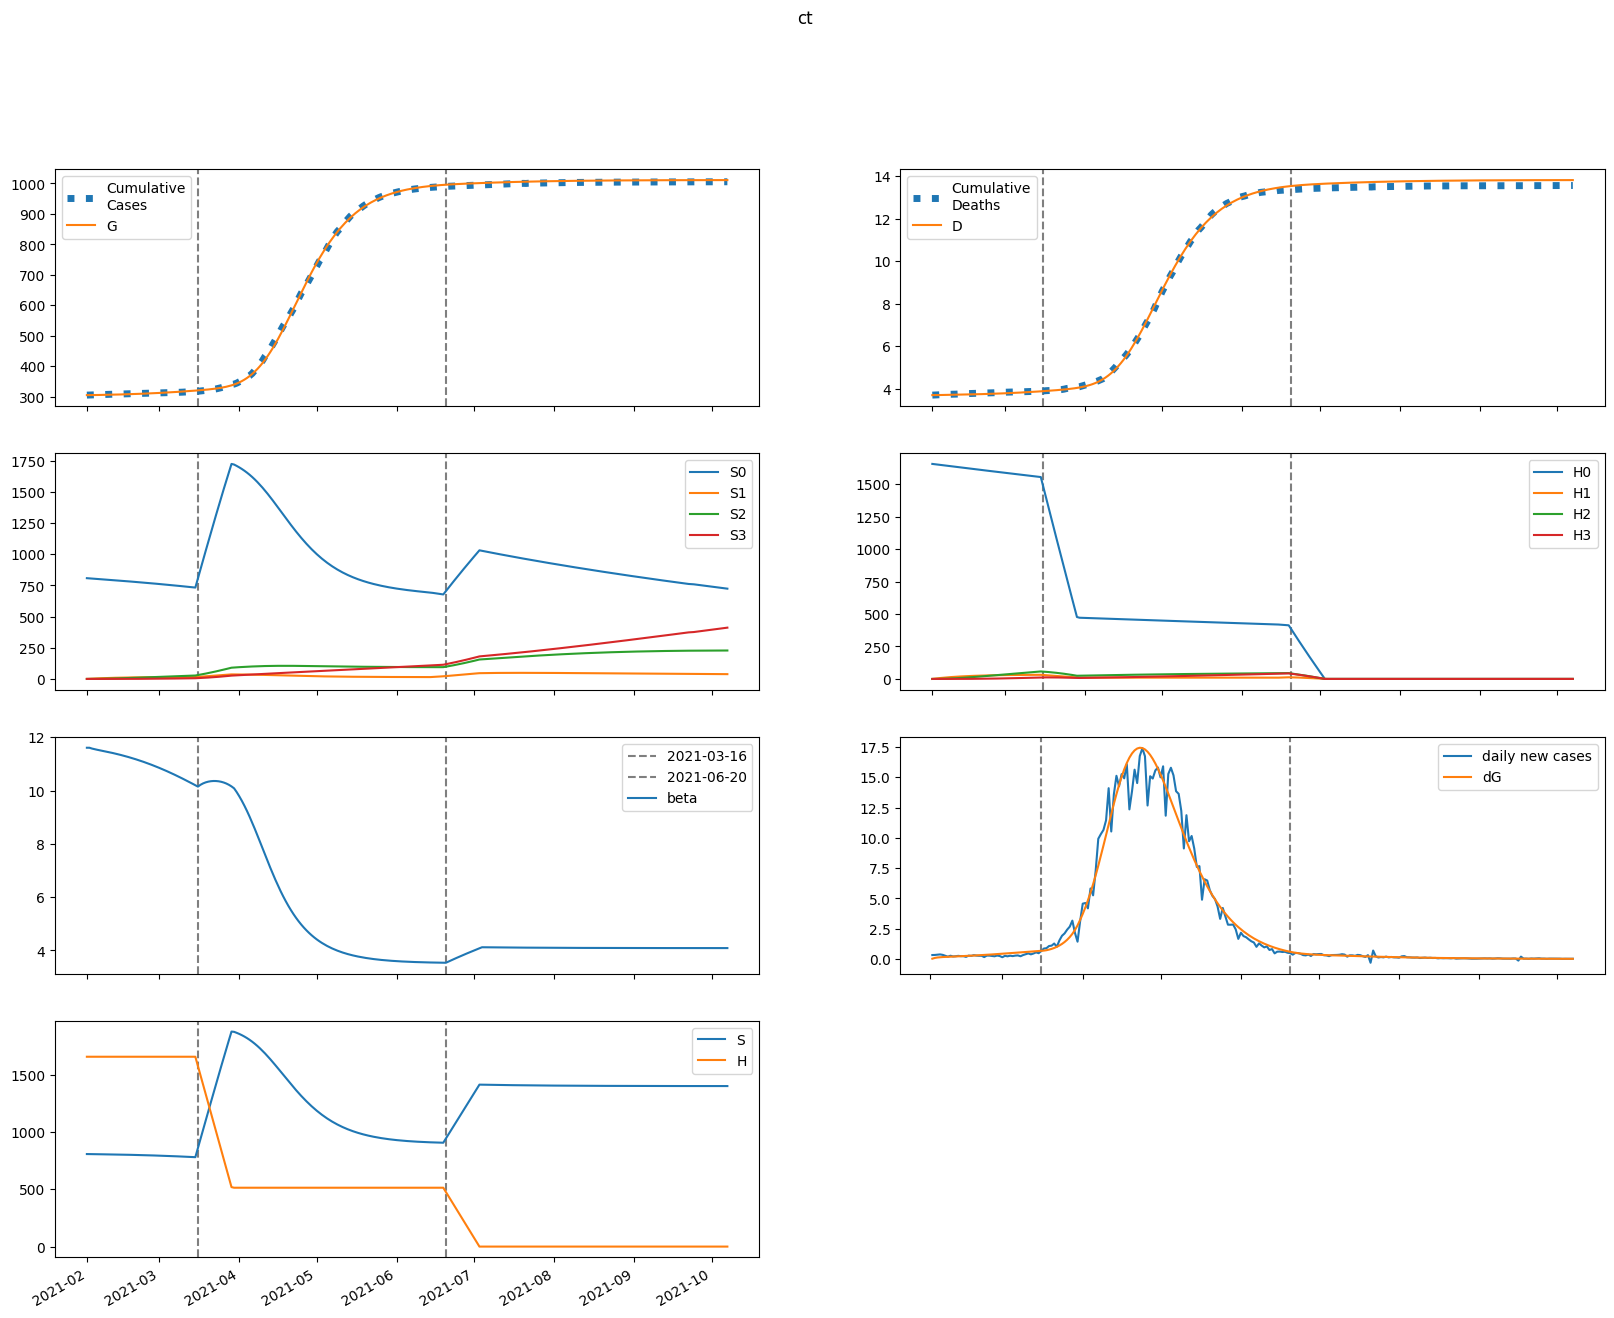 ct
Cumulative
Cases
G
1000
900
800
700
600
500
400
300
Cumulative
Deaths
D
14
12
10
8
6
4
S0
S1
S2
S3
1750
1500
1250
1000
750
500
250
0
H0
H1
H2
H3
1500
1250
1000
750
500
250
0
2021-03-16
2021-06-20
beta
12
10
8
6
4
daily new cases
dG
17.5
15.0
12.5
10.0
7.5
5.0
2.5
0.0
S
H
1500
1000
500
0
2021-02
2021-03
2021-04
2021-05
2021-06
2021-07
2021-08
2021-09
2021-10